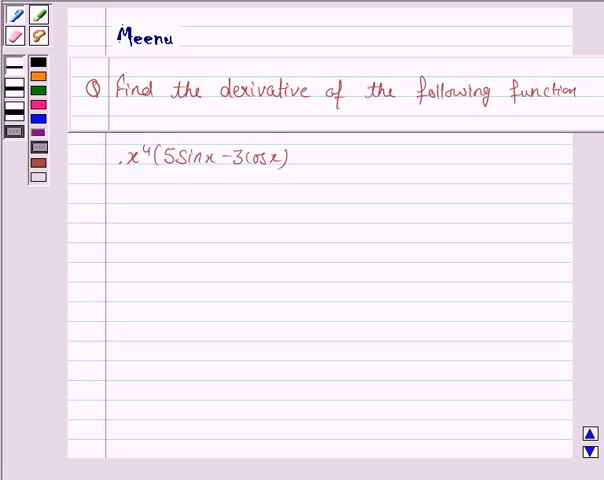 Meenu
Q Find the derivative of the following function
. x⁴(5sinx - 3cosx)